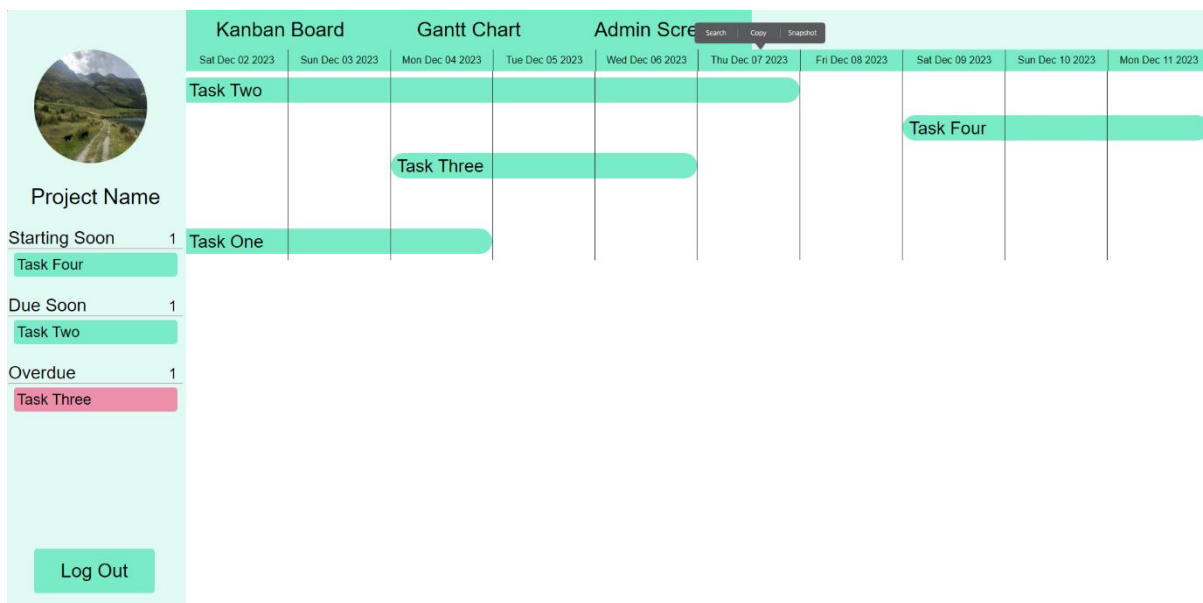 Kanban Board Gantt Chart Admin Scre
Search Copy Snapshot
Sat Dec 02 2023 Sun Dec 03 2023 Mon Dec 04 2023 Tue Dec 05 2023 Wed Dec 06 2023 Thu Dec 07 2023 Fri Dec 08 2023 Sat Dec 09 2023 Sun Dec 10 2023 Mon Dec 11 2023
Task Two
Task Four
Task Three
Task One
Project Name
Starting Soon 1
Task Four
Due Soon 1
Task Two
Overdue 1
Task Three
Log Out